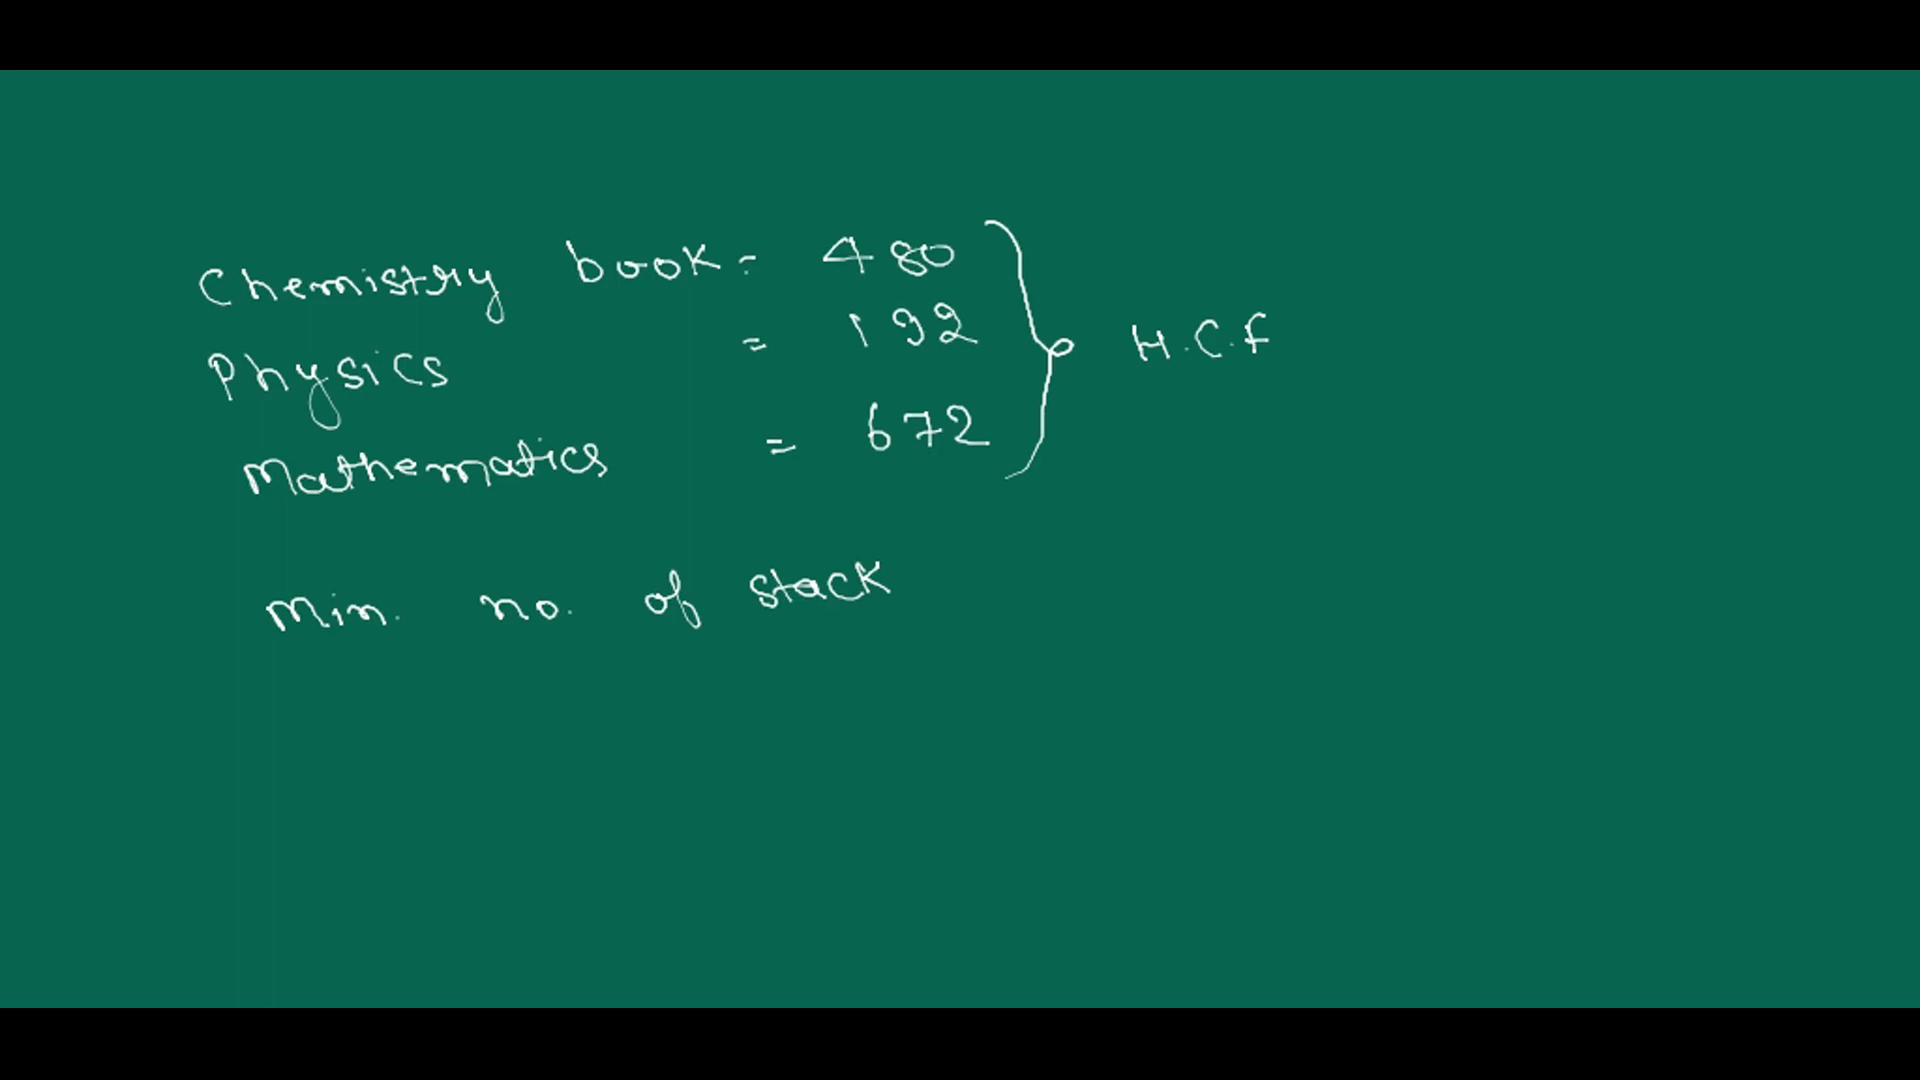 Chemistry book = 480
Physics = 192
Mathematics = 672
H.C.F
Min. no. of stack